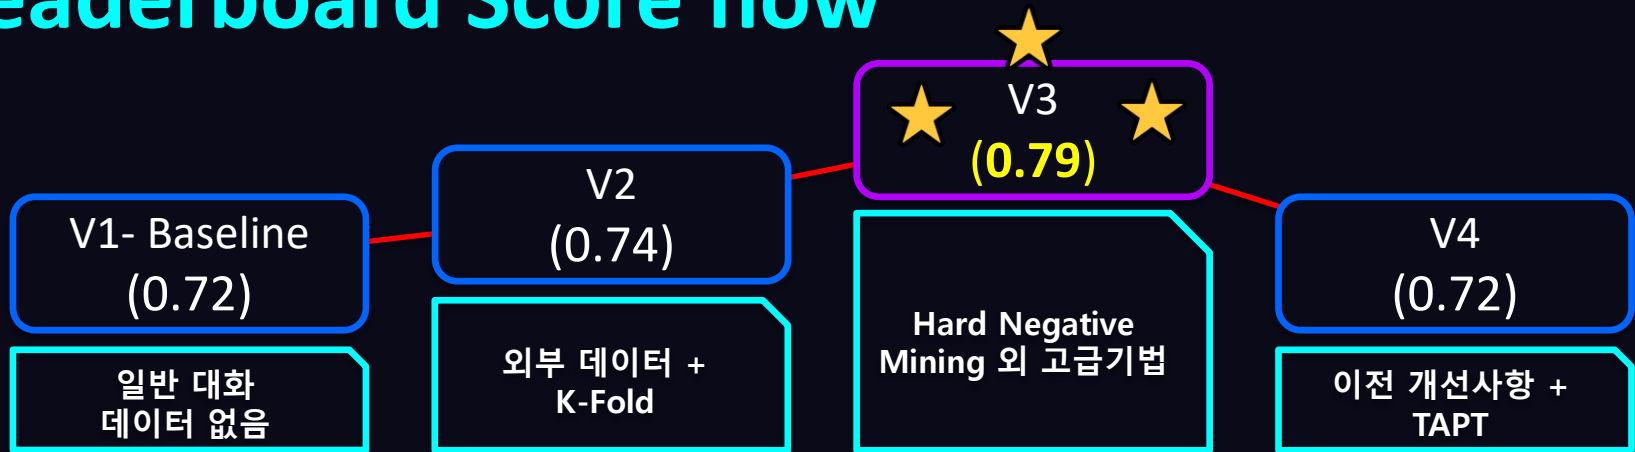 eaderboard Score flow
V1- Baseline
(0.72)
일반 대화
데이터 없음
V2
(0.74)
외부 데이터 +
K-Fold
V3
(0.79)
Hard Negative
Mining 외 고급기법
V4
(0.72)
이전 개선사항 +
TAPT